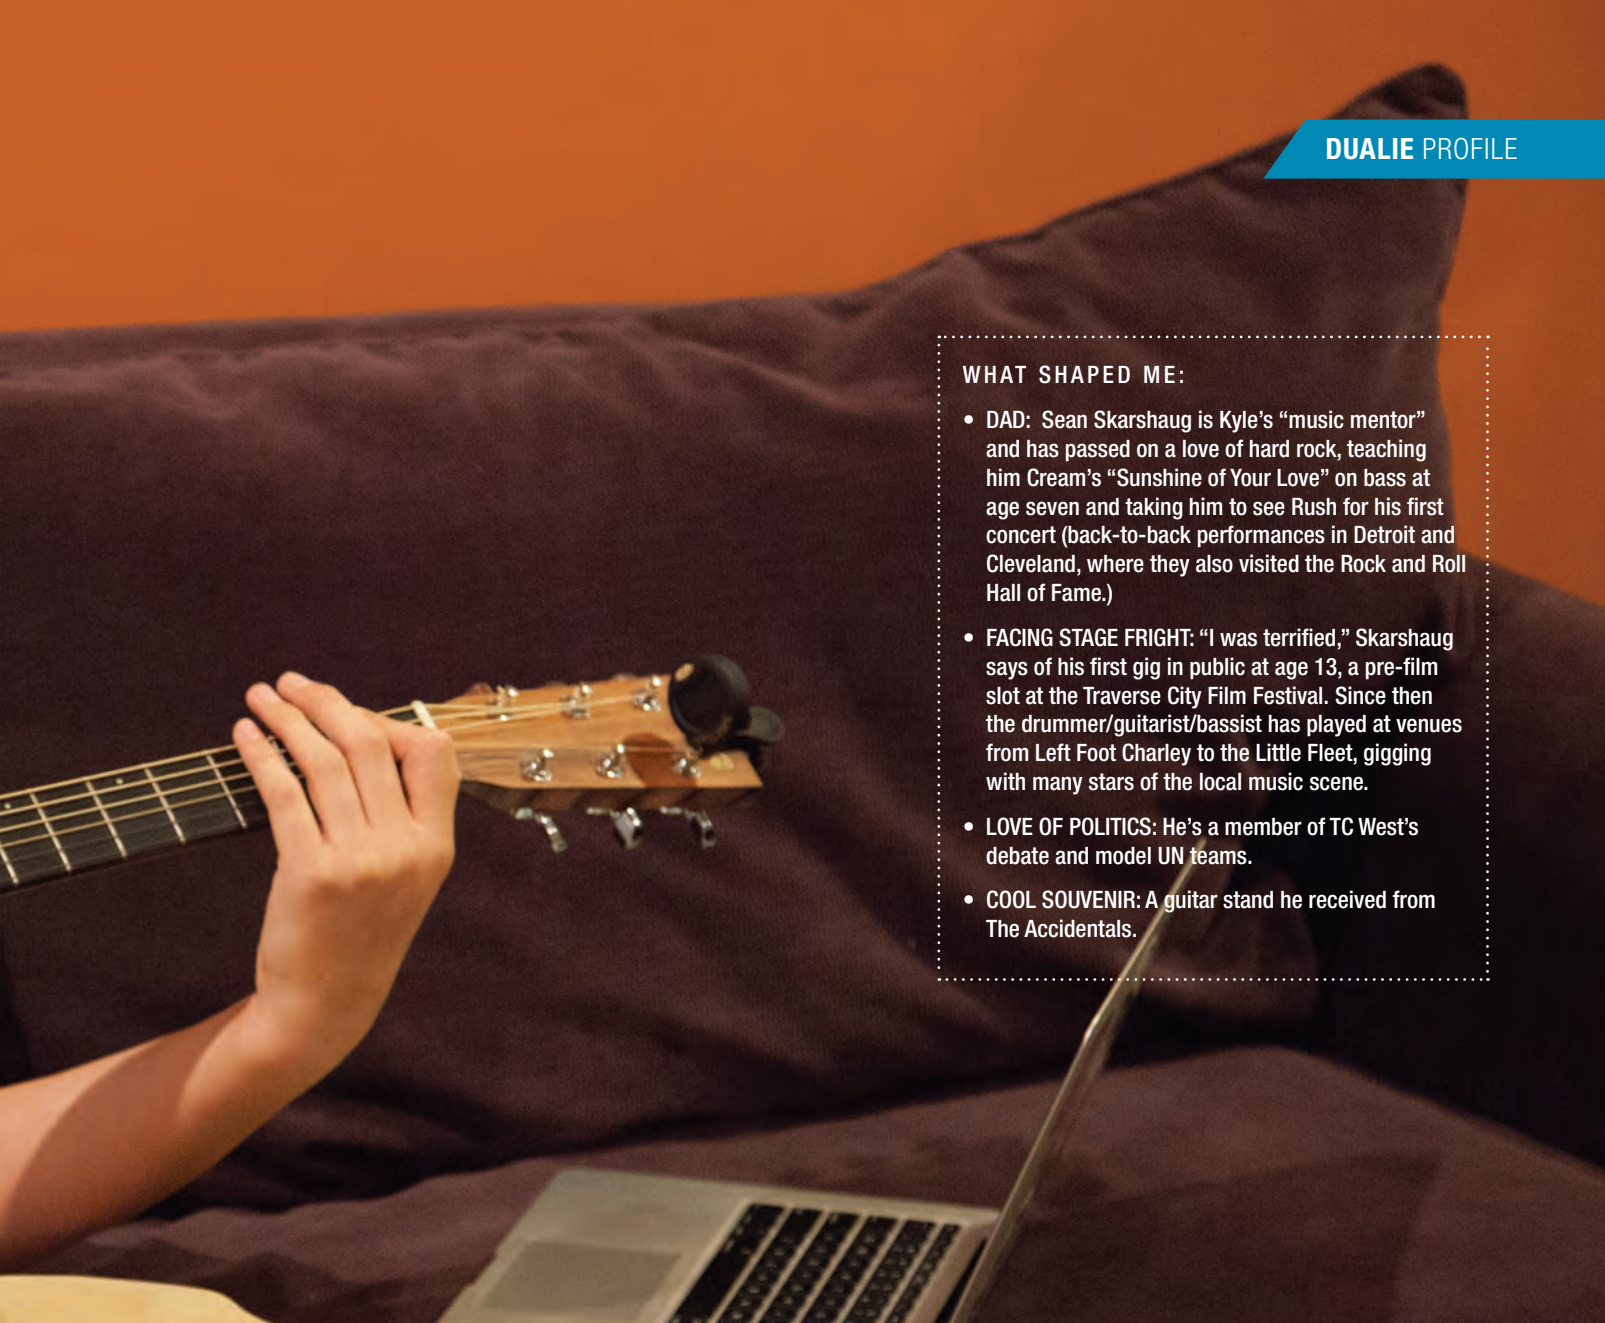 DUALIE PROFILE
WHAT SHAPED ME:
• DAD: Sean Skarshaug is Kyle’s “music mentor”
and has passed on a love of hard rock, teaching
him Cream’s “Sunshine of Your Love” on bass at
age seven and taking him to see Rush for his first
concert (back-to-back performances in Detroit and
Cleveland, where they also visited the Rock and Roll
Hall of Fame.)
• FACING STAGE FRIGHT: “I was terrified,” Skarshaug
says of his first gig in public at age 13, a pre-film
slot at the Traverse City Film Festival. Since then
the drummer/guitarist/bassist has played at venues
from Left Foot Charley to the Little Fleet, gigging
with many stars of the local music scene.
• LOVE OF POLITICS: He’s a member of TC West’s
debate and model UN teams.
• COOL SOUVENIR: A guitar stand he received from
The Accidentals.